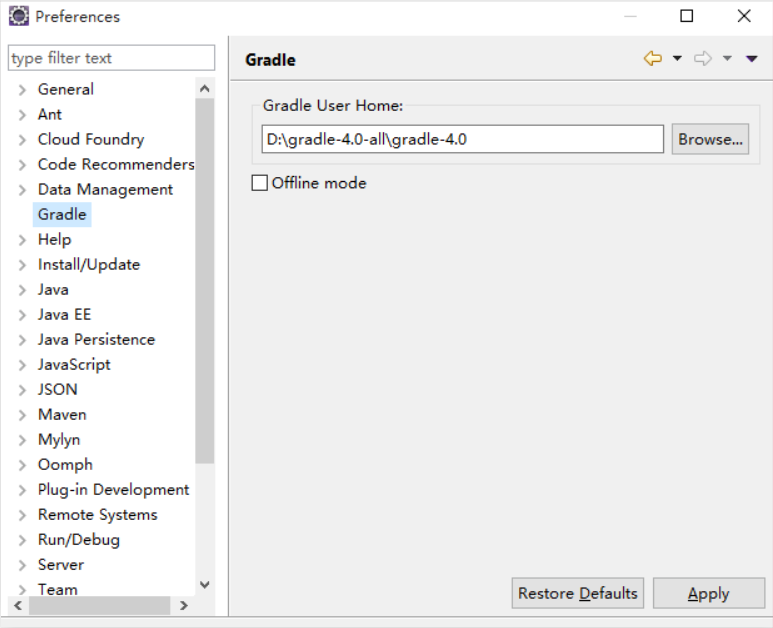 Preferences
type filter text
General
Ant
Cloud Foundry
Code Recommenders
Data Management
Gradle
Help
Install/Update
Java
Java EE
Java Persistence
JavaScript
JSON
Maven
Mylyn
Oomph
Plug-in Development
Remote Systems
Run/Debug
Server
Team
Gradle
Gradle User Home:
D:\gradle-4.0-all\gradle-4.0
Browse...
Offline mode
Restore Defaults
Apply